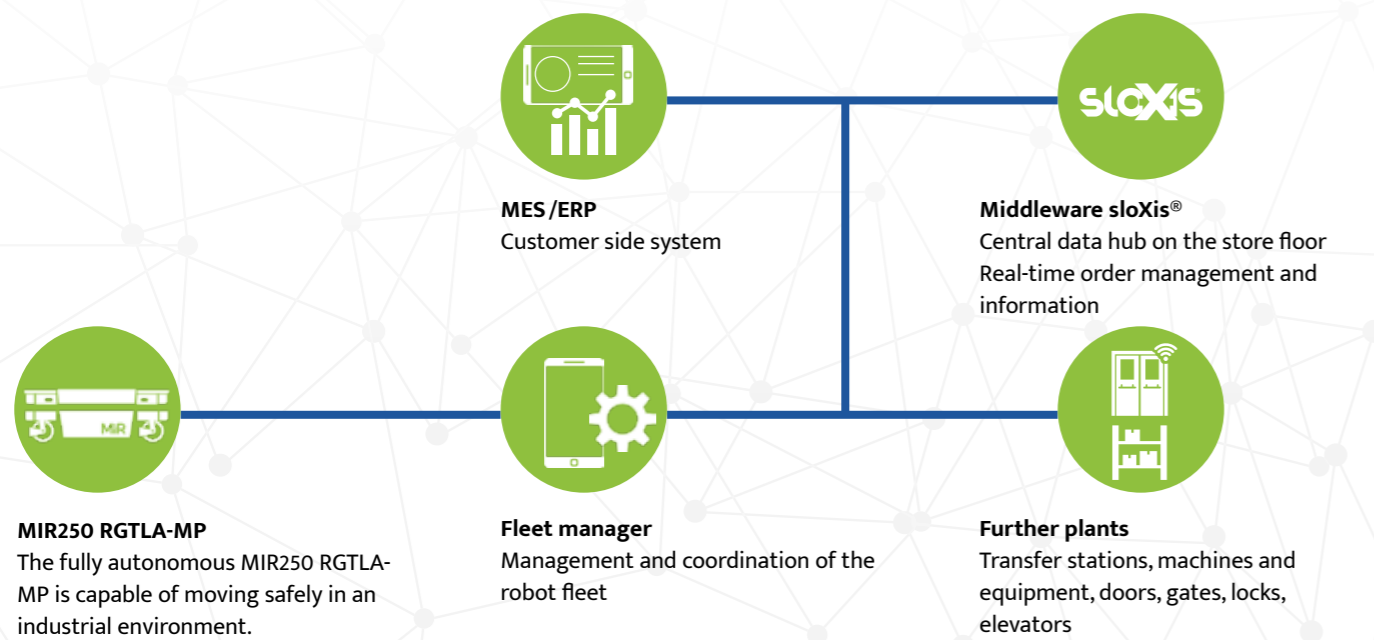 sloXis
MES/ERP
Customer side system
Middleware sloXis®
Central data hub on the store floor
Real-time order management and
information
MiR
MIR250 RGTLA-MP
The fully autonomous MIR250 RGTLA-
MP is capable of moving safely in an
industrial environment.
Fleet manager
Management and coordination of the
robot fleet
Further plants
Transfer stations, machines and
equipment, doors, gates, locks,
elevators